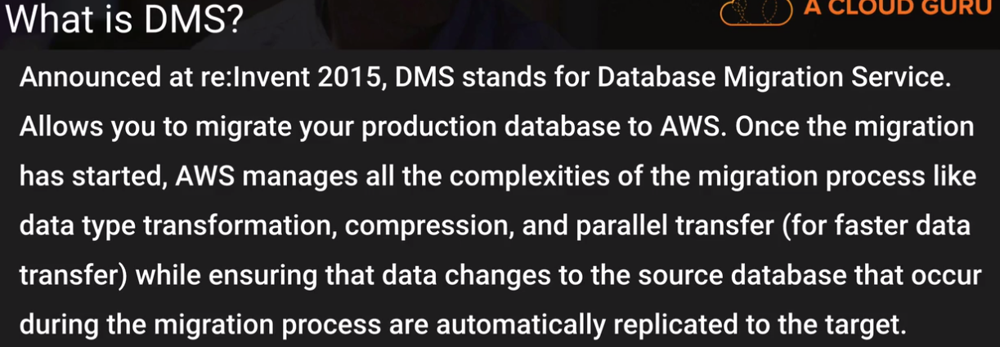 What is DMS?
A CLOUD GURU
Announced at re:Invent 2015, DMS stands for Database Migration Service.
Allows you to migrate your production database to AWS. Once the migration
has started, AWS manages all the complexities of the migration process like
data type transformation, compression, and parallel transfer (for faster data
transfer) while ensuring that data changes to the source database that occur
during the migration process are automatically replicated to the target.